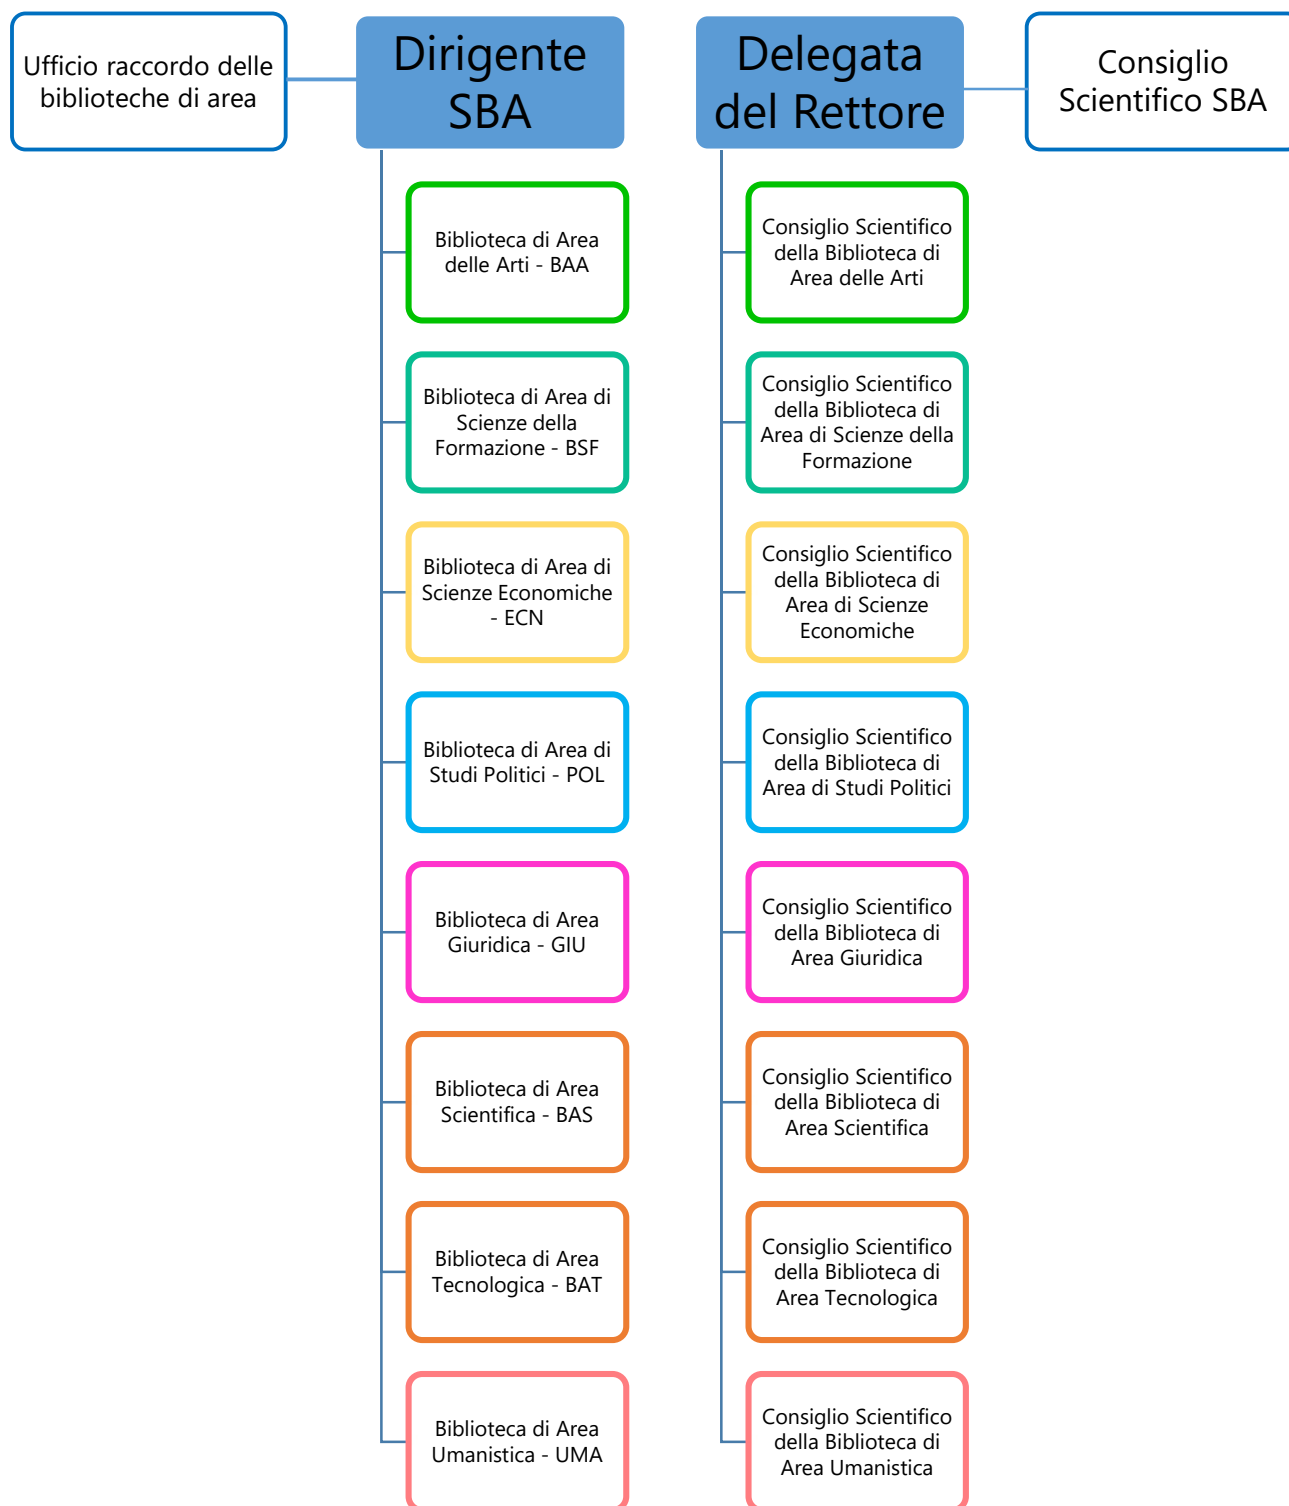 Ufficio raccordo delle
biblioteche di area
Dirigente
SBA
Delegata
del Rettore
Consiglio
Scientifico SBA
Biblioteca di Area
delle Arti - BAA
Consiglio Scientifico
della Biblioteca di
Area delle Arti
Biblioteca di Area di
Scienze della
Formazione - BSF
Consiglio Scientifico
della Biblioteca di
Area di Scienze della
Formazione
Biblioteca di Area di
Scienze Economiche
- ECN
Consiglio Scientifico
della Biblioteca di
Area di Scienze
Economiche
Biblioteca di Area di
Studi Politici - POL
Consiglio Scientifico
della Biblioteca di
Area di Studi Politici
Biblioteca di Area
Giuridica - GIU
Consiglio Scientifico
della Biblioteca di
Area Giuridica
Biblioteca di Area
Scientifica - BAS
Consiglio Scientifico
della Biblioteca di
Area Scientifica
Biblioteca di Area
Tecnologica - BAT
Consiglio Scientifico
della Biblioteca di
Area Tecnologica
Biblioteca di Area
Umanistica - UMA
Consiglio Scientifico
della Biblioteca di
Area Umanistica